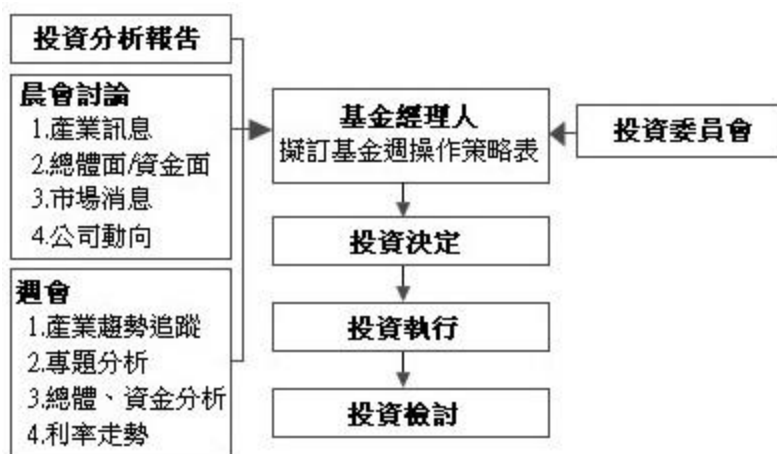 投資分析報告
晨會討論
1.產業訊息
2.總體面/資金面
3.市場消息
4.公司動向
週會
1.產業趨勢追蹤
2.專題分析
3.總體、資金分析
4.利率走勢
基金經理人
擬訂基金週操作策略表
投資委員會
投資決定
投資執行
投資檢討